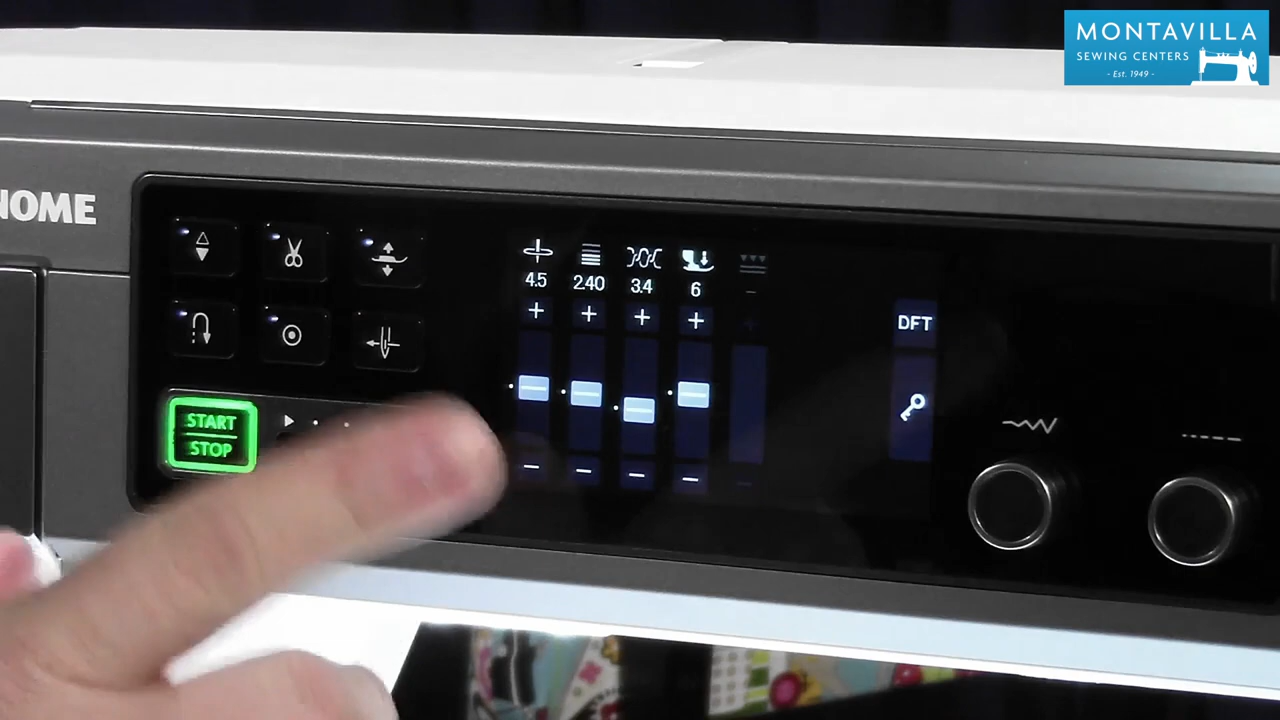 MONTAVILLA
SEWING CENTERS
- Est. 1949 -
NOME
4.5 2.40 3.4 6 –
+ + + + +
DFT
START
STOP
– – – – –